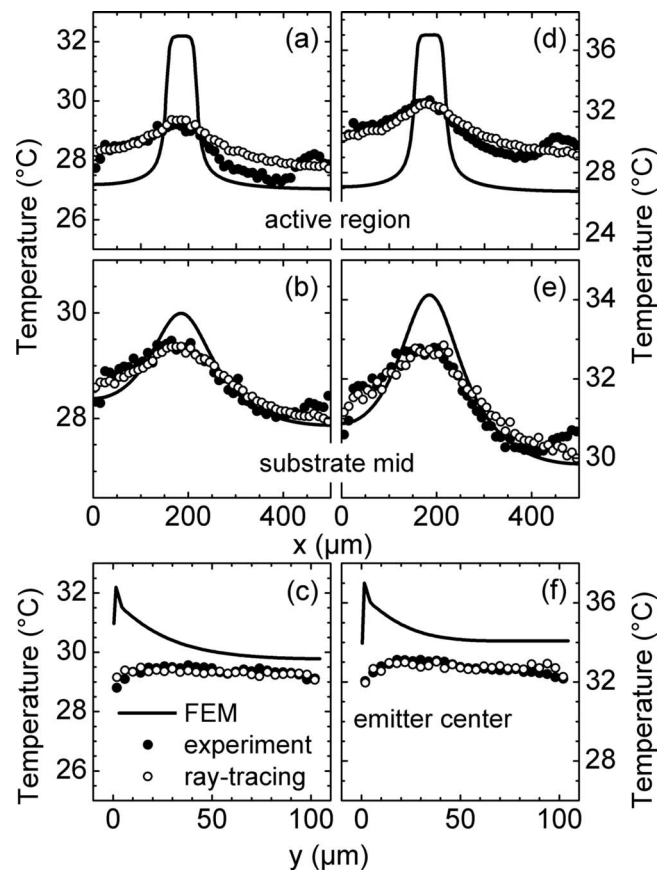 (a) (d)
32 30 28 26
36 32 28 24
Temperature (°C)
Temperature (°C)
active region
(b) (e)
30 28
34 32 30
substrate mid
0 200 400 0 200 400
x (µm)
(c) (f)
32 30 28 26
36 32 28
Temperature (°C)
Temperature (°C)
FEM
experiment
ray-tracing
emitter center
0 50 100 0 50 100
y (µm)